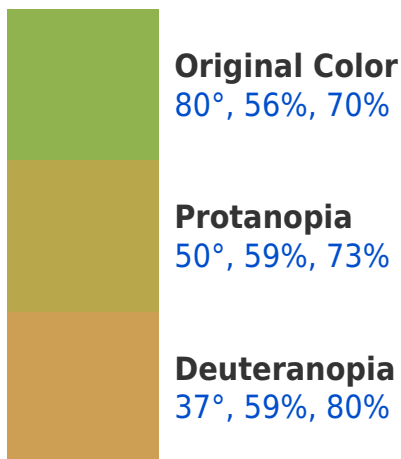 Original Color
80°, 56%, 70%
Protanopia
50°, 59%, 73%
Deuteranopia
37°, 59%, 80%